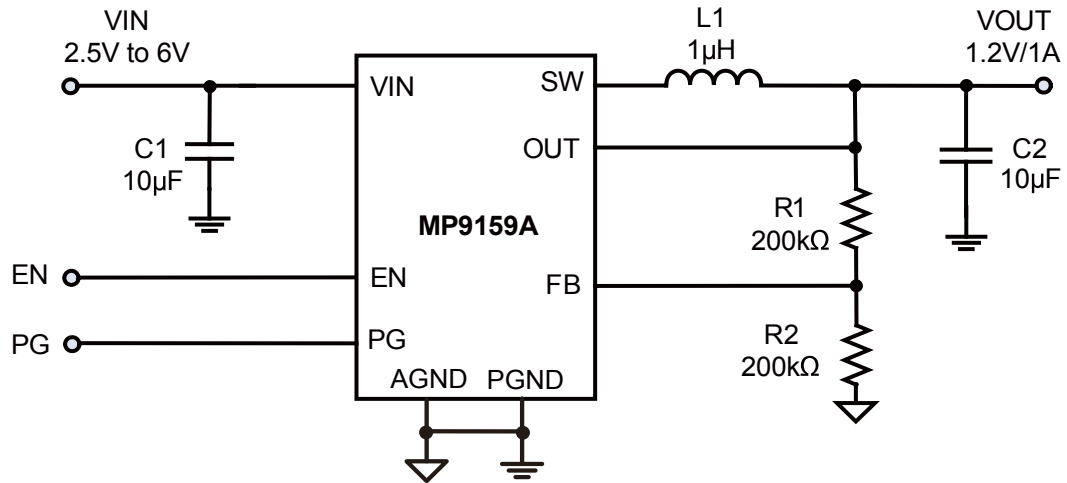 VIN
2.5V to 6V
L1
1µH
VOUT
1.2V/1A
VIN
SW
C1
10µF
OUT
C2
10µF
R1
200kΩ
MP9159A
EN
EN
FB
PG
PG
R2
200kΩ
AGND
PGND